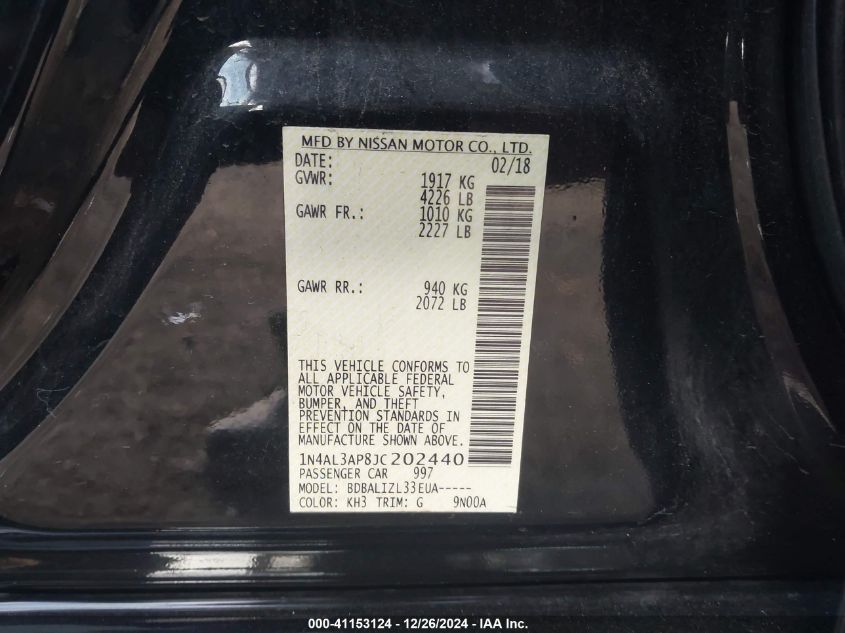 MFD BY NISSAN MOTOR CO., LTD.
DATE: 02/18
GVWR: 1917 KG
4226 LB
GAWR FR.: 1010 KG
2227 LB
GAWR RR.: 940 KG
2072 LB
THIS VEHICLE CONFORMS TO
ALL APPLICABLE FEDERAL
MOTOR VEHICLE SAFETY,
BUMPER, AND THEFT
PREVENTION STANDARDS IN
EFFECT ON THE DATE OF
MANUFACTURE SHOWN ABOVE.
1N4AL3AP8JC202440
PASSENGER CAR 997
MODEL: BDBALIZL33EUA-----
COLOR: KH3 TRIM: G 9N00A
000-41153124 - 12/26/2024 - IAA Inc.